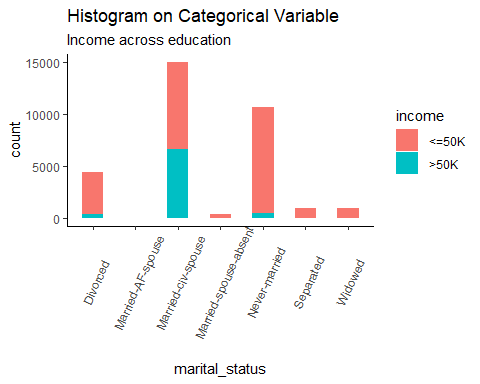 Histogram on Categorical Variable
Income across education
15000
10000
5000
0
count
Divorced
Married-AF-spouse
Married-civ-spouse
Married-spouse-absent
Never-married
Separated
Widowed
marital_status
income
<=50K
>50K